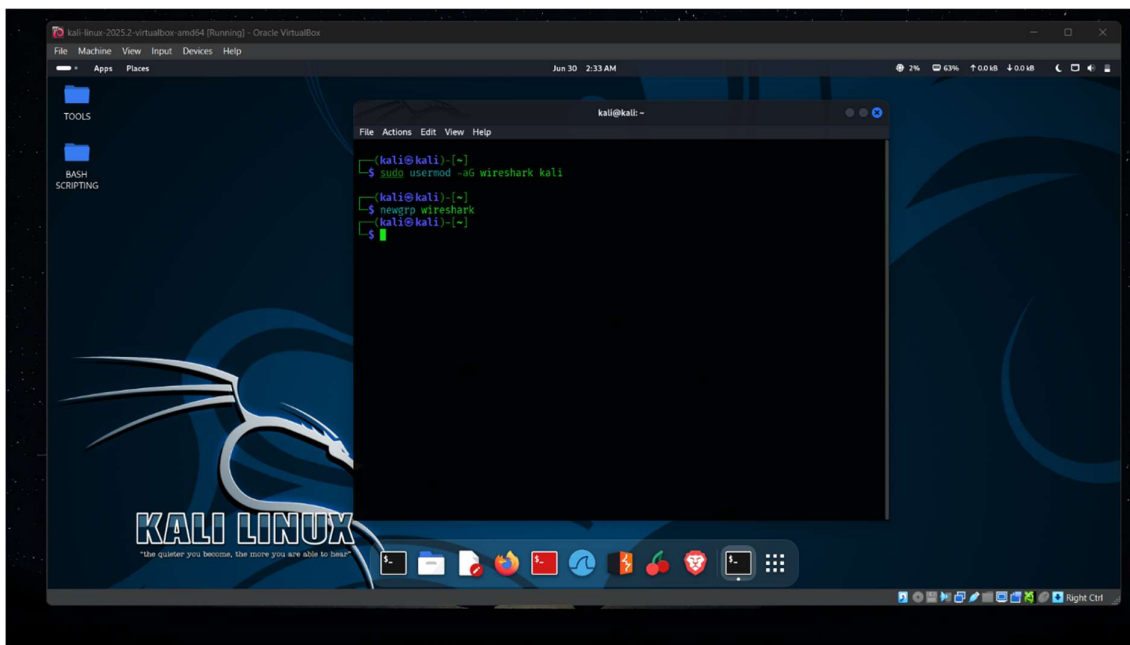 kali-linux-2025.2-virtualbox-amd64 [Running] - Oracle VirtualBox
File Machine View Input Devices Help
Apps Places Jun 30 2:33 AM 2% 63% ↑0.0 kB ↓0.0 kB
TOOLS
BASH
SCRIPTING
kali@kali: ~
File Actions Edit View Help
┌──(kali㉿kali)-[~]
└─$ sudo usermod -aG wireshark kali
┌──(kali㉿kali)-[~]
└─$ newgrp wireshark
┌──(kali㉿kali)-[~]
└─$
KALI LINUX
"the quieter you become, the more you are able to hear"
$_ $_ $_
Right Ctrl